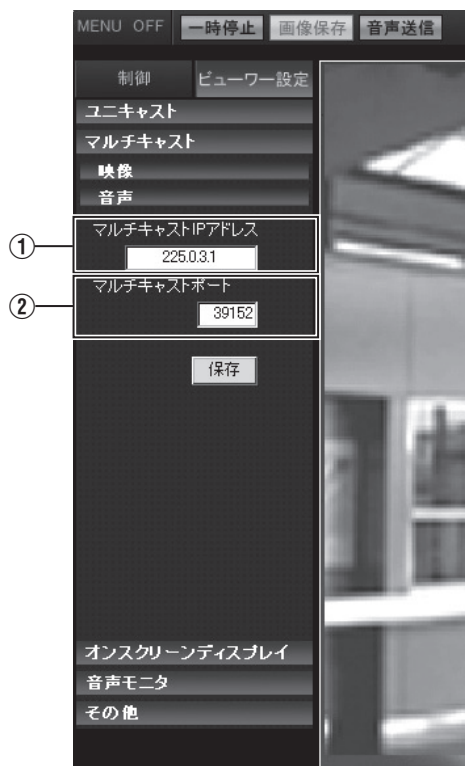 MENU OFF 一時停止 画像保存 音声送信
制御 ビューワー設定
ユニキャスト
マルチキャスト
映像
音声
① マルチキャストIPアドレス
225.0.3.1
② マルチキャストポート
39152
保存
オンスクリーンディスプレイ
音声モニタ
その他